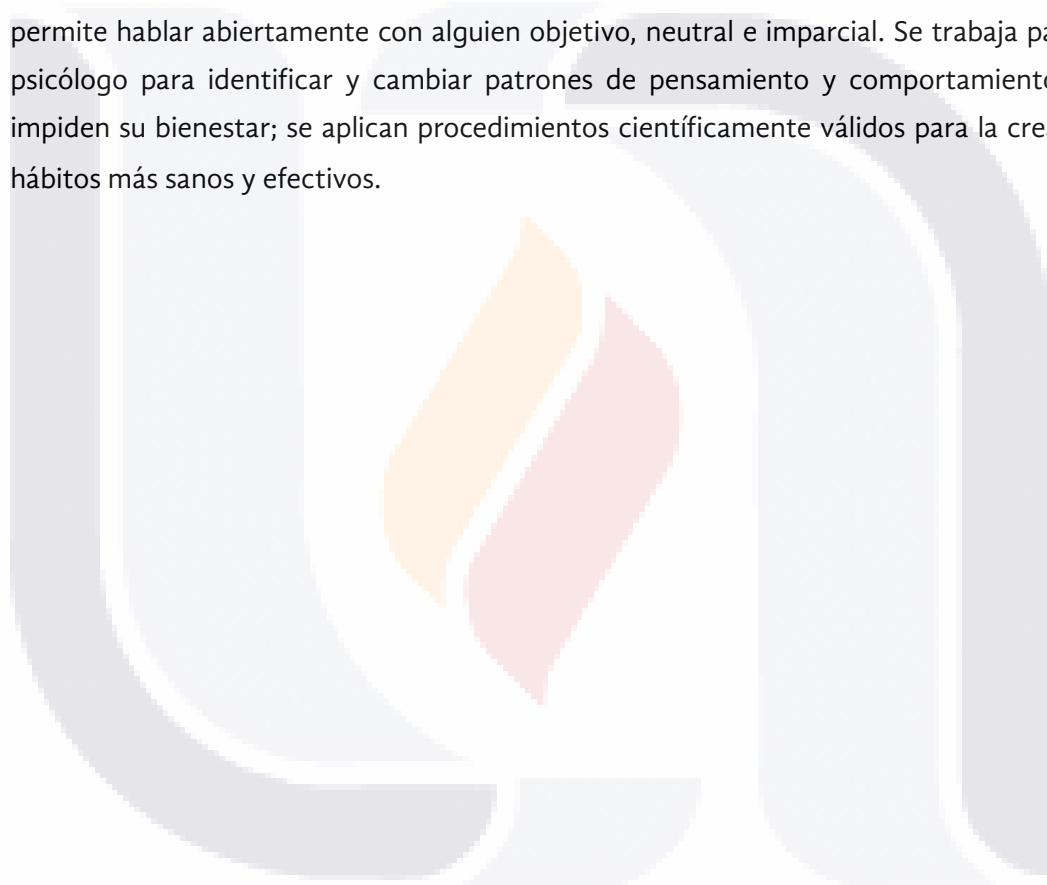 permite hablar abiertamente con alguien objetivo, neutral e imparcial. Se trabaja
psicólogo para identificar y cambiar patrones de pensamiento y comportamiento
impiden su bienestar; se aplican procedimientos científicamente válidos para la
hábitos más sanos y efectivos.